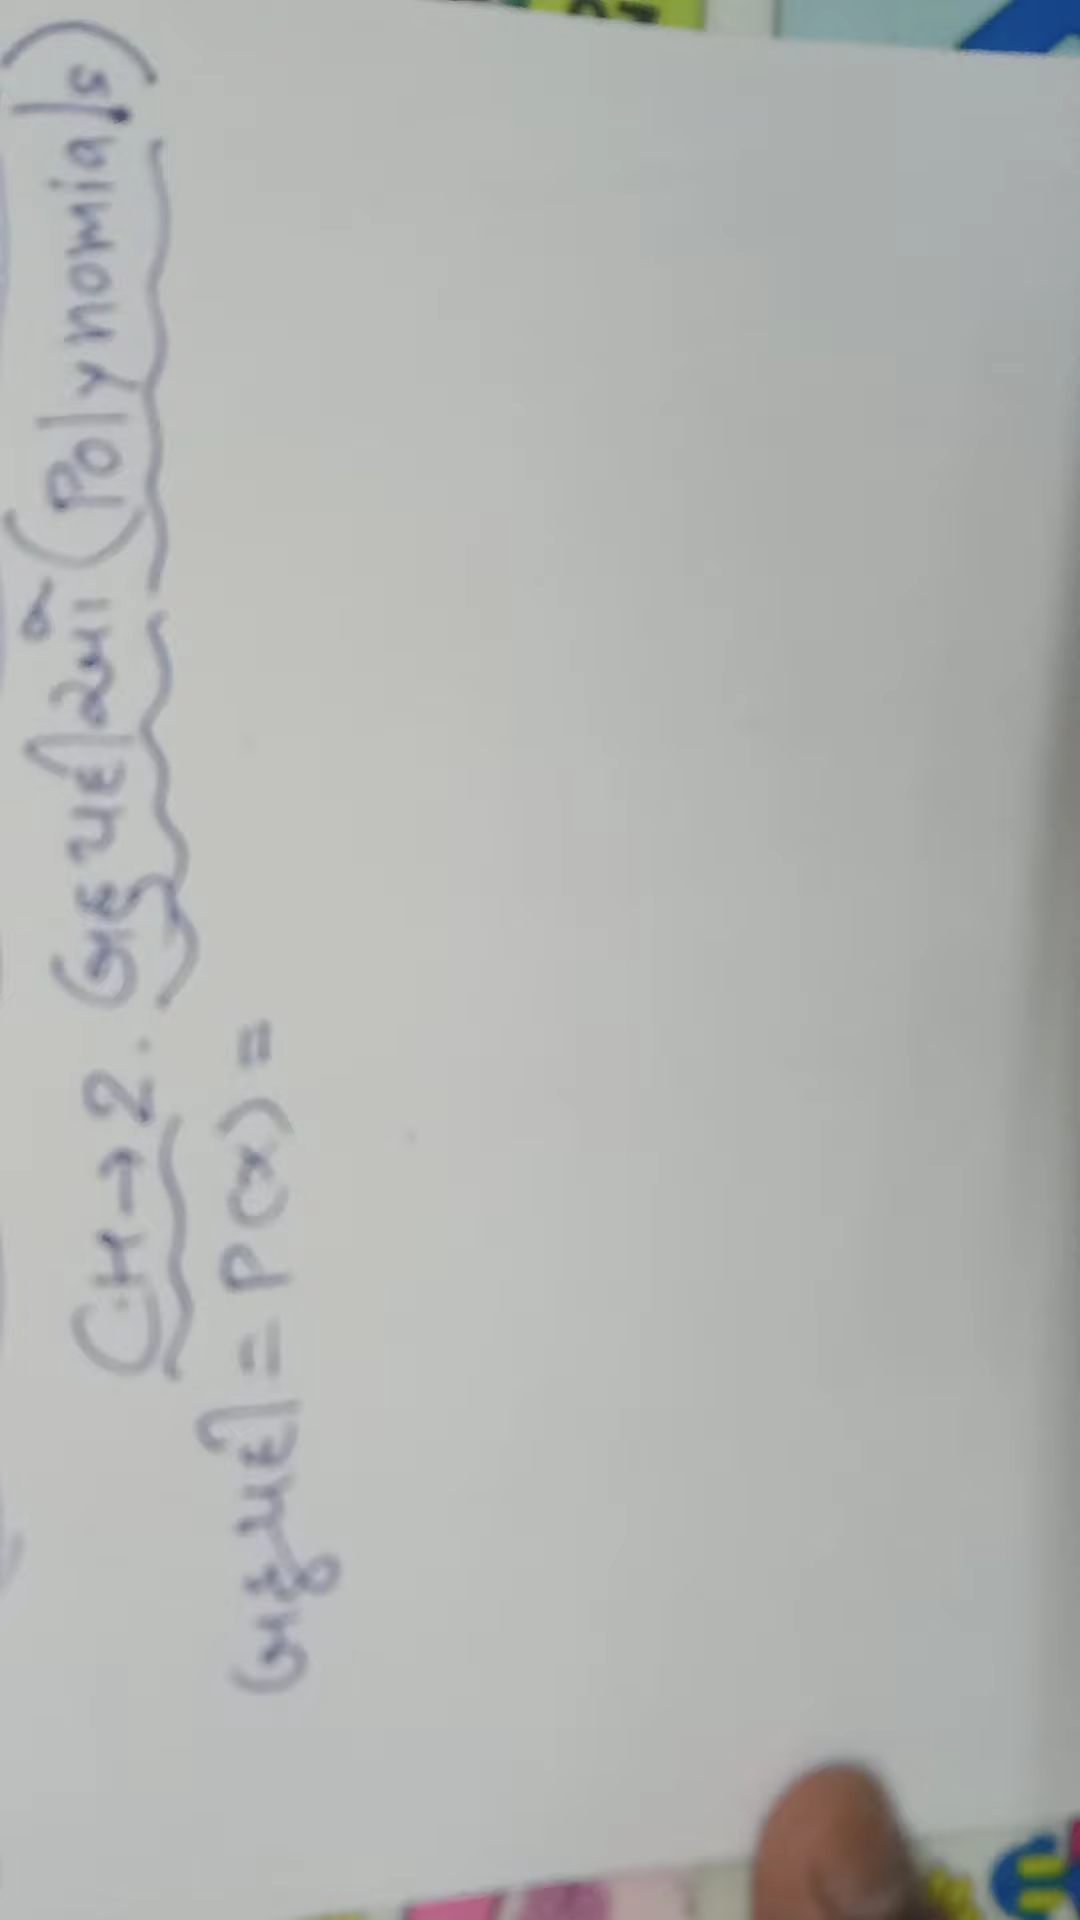 CH→2. બહુપદીઓ (Polynomials)
બહુપદી = P(x) =